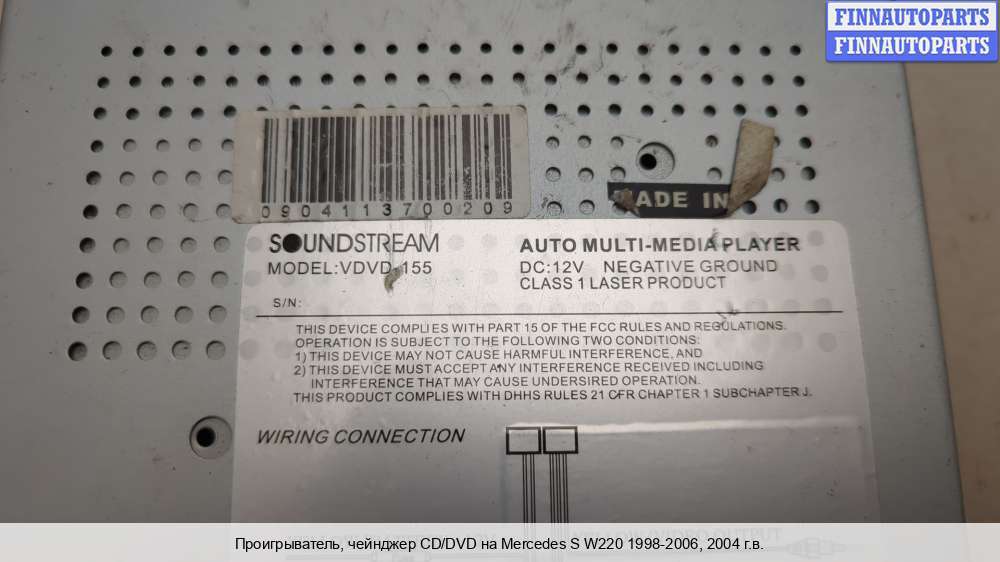 FINNAUTOPARTS
FINNAUTOPARTS
0904113700209
MADE IN
SOUNDSTREAM
MODEL:VDVD-155
S/N:
AUTO MULTI-MEDIA PLAYER
DC:12V NEGATIVE GROUND
CLASS 1 LASER PRODUCT
THIS DEVICE COMPLIES WITH PART 15 OF THE FCC RULES AND REGULATIONS.
OPERATION IS SUBJECT TO THE FOLLOWING TWO CONDITIONS:
1) THIS DEVICE MAY NOT CAUSE HARMFUL INTERFERENCE, AND
2) THIS DEVICE MUST ACCEPT ANY INTERFERENCE RECEIVED INCLUDING
INTERFERENCE THAT MAY CAUSE UNDERSIRED OPERATION.
THIS PRODUCT COMPLIES WITH DHHS RULES 21 CFR CHAPTER 1 SUBCHAPTER J.
WIRING CONNECTION
OUTPUT
Проигрыватель, чейнджер CD/DVD на Mercedes S W220 1998-2006, 2004 г.в.